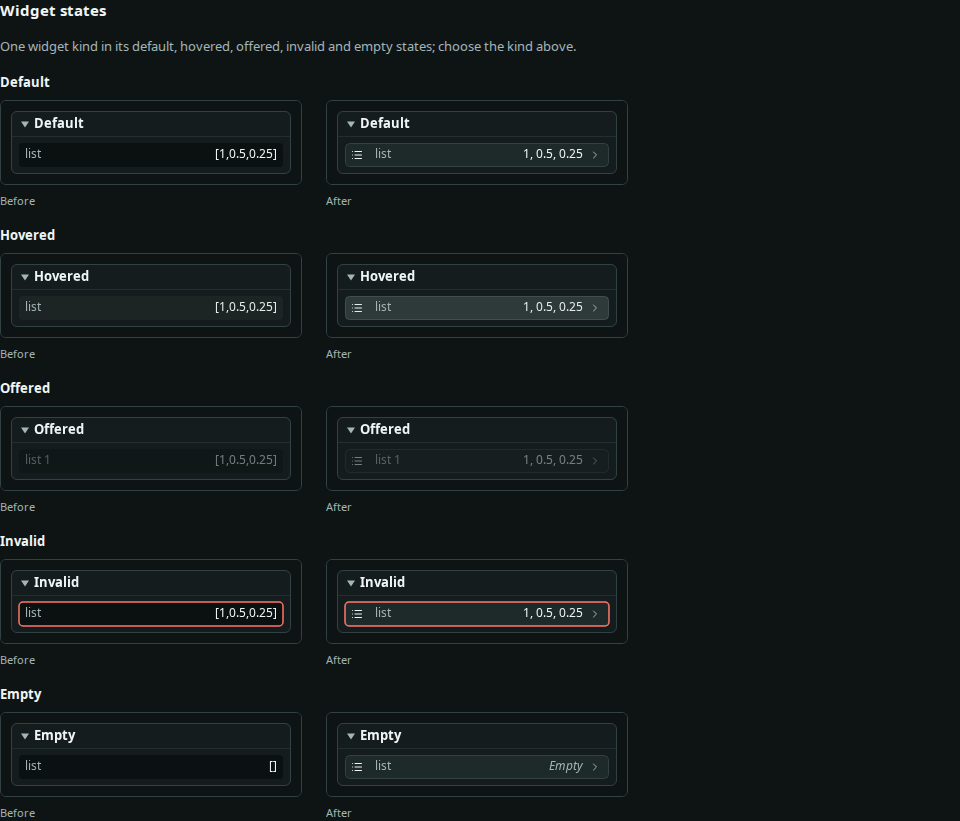 Widget states
One widget kind in its default, hovered, offered, invalid and empty states; choose the kind above.
Default
Default
list [1,0.5,0.25]
Before
Default
list 1, 0.5, 0.25
After
Hovered
Hovered
list [1,0.5,0.25]
Before
Hovered
list 1, 0.5, 0.25
After
Offered
Offered
list 1 [1,0.5,0.25]
Before
Offered
list 1 1, 0.5, 0.25
After
Invalid
Invalid
list [1,0.5,0.25]
Before
Invalid
list 1, 0.5, 0.25
After
Empty
Empty
list []
Before
Empty
list Empty
After